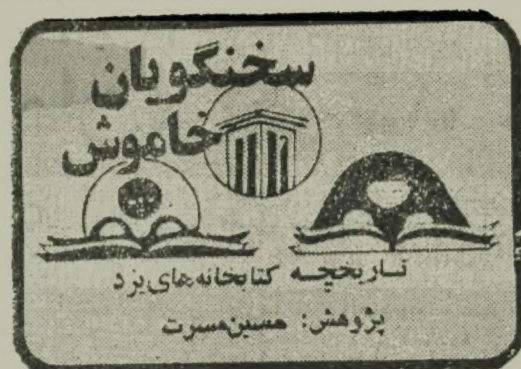 سخنگویان
خاموش
تاریخچه کتابخانه‌های یزد
پژوهش: حسین مسرت